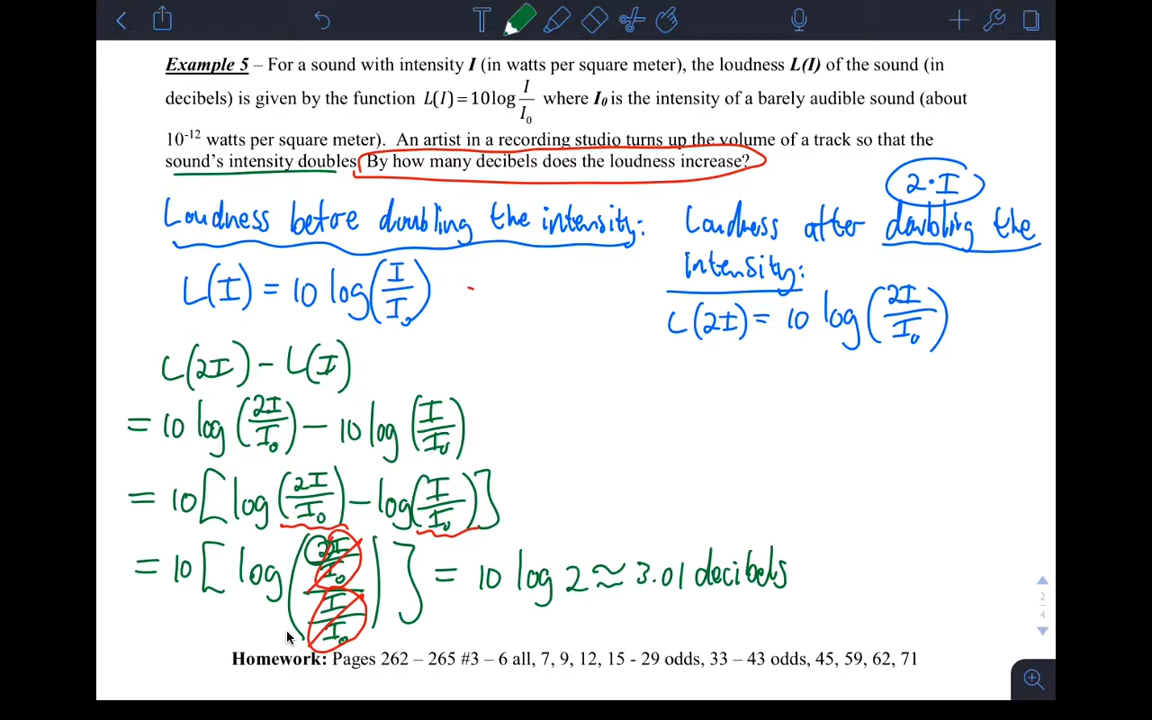 Example 5 – For a sound with intensity I (in watts per square meter), the loudness L(I) of the sound (in
decibels) is given by the function L(I) = 10 log I/I₀ where I₀ is the intensity of a barely audible sound (about
10⁻¹² watts per square meter). An artist in a recording studio turns up the volume of a track so that the
sound's intensity doubles. By how many decibels does the loudness increase?
2·I
Loudness before doubling the intensity:
Loudness after doubling the
intensity:
L(I) = 10 log(I/I₀)
L(2I) = 10 log(2I/I₀)
L(2I) – L(I)
= 10 log(2I/I₀) – 10 log(I/I₀)
= 10[log(2I/I₀) – log(I/I₀)]
= 10[log((2I/I₀)/(I/I₀))] = 10 log 2 ≈ 3.01 decibels
Homework: Pages 262 – 265 #3 – 6 all, 7, 9, 12, 15 - 29 odds, 33 – 43 odds, 45, 59, 62, 71
2
4